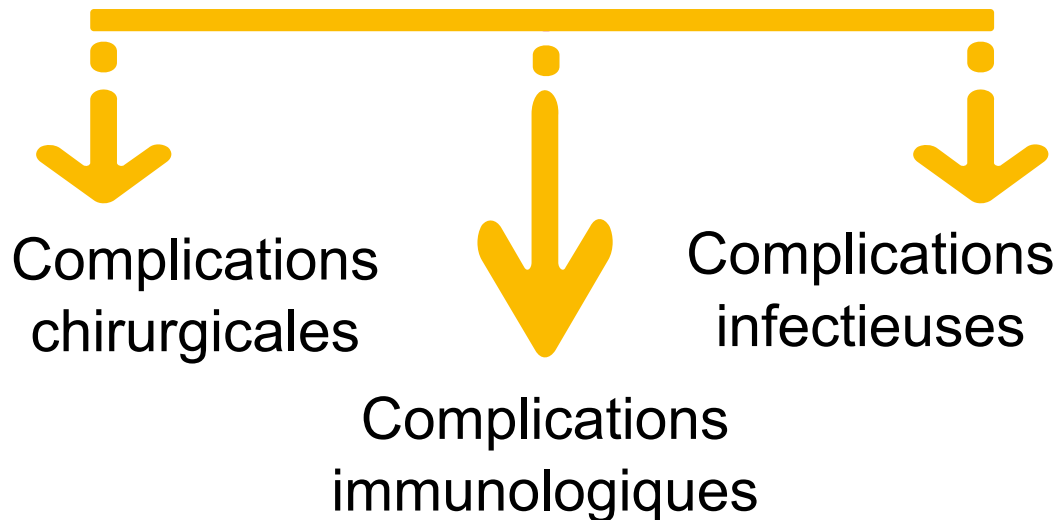 Complications
chirurgicales
Complications
immunologiques
Complications
infectieuses